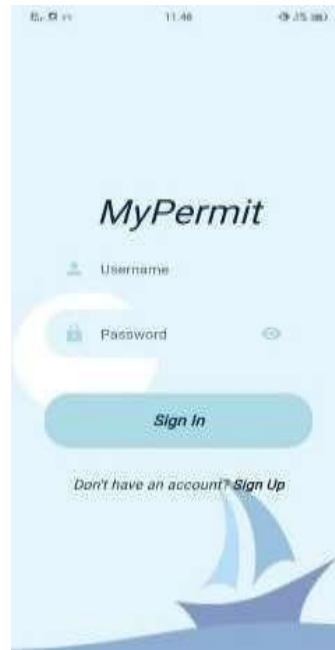 11.46
MyPermit
Username
Password
Sign In
Don't have an account? Sign Up